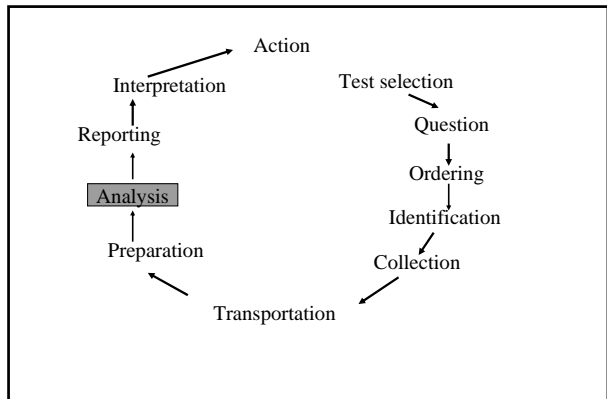 Action
Test selection
Question
Ordering
Identification
Collection
Transportation
Preparation
Analysis
Reporting
Interpretation